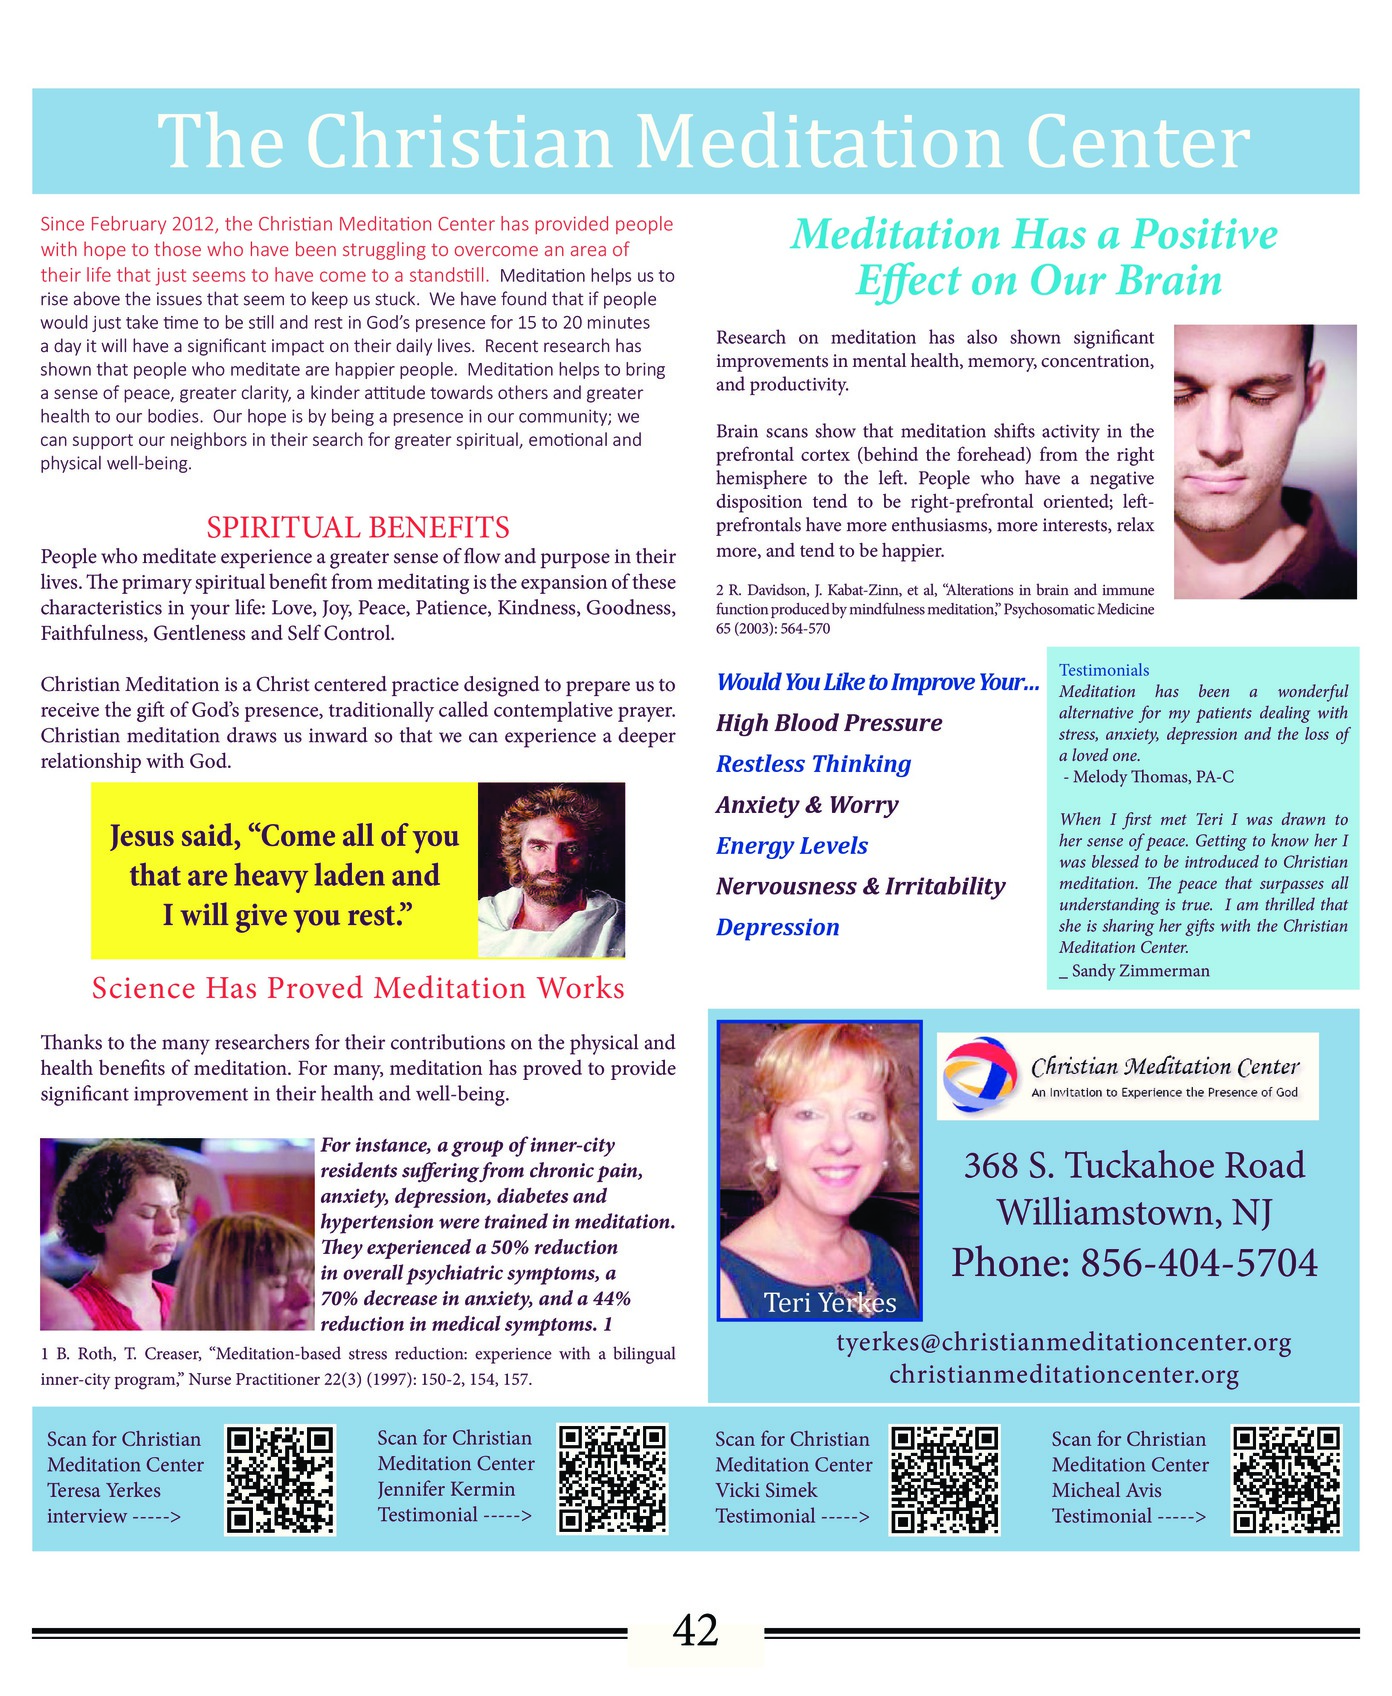 The Christian Meditation Center
Since February 2012, the Christian Meditation Center has provided people
with hope to those who have been struggling to overcome an area of
their life that just seems to have come to a standstill.  Meditation helps us to
rise above the issues that seem to keep us stuck.  We have found that if people
would just take time to be still and rest in God's presence for 15 to 20 minutes
a day it will have a significant impact on their daily lives.  Recent research has
shown that people who meditate are happier people.  Meditation helps to bring
a sense of peace, greater clarity, a kinder attitude towards others and greater
health to our bodies.  Our hope is by being a presence in our community; we
can support our neighbors in their search for greater spiritual, emotional and
physical well-being.
SPIRITUAL BENEFITS
People who meditate experience a greater sense of flow and purpose in their
lives. The primary spiritual benefit from meditating is the expansion of these
characteristics in your life: Love, Joy, Peace, Patience, Kindness, Goodness,
Faithfulness, Gentleness and Self Control.
Christian Meditation is a Christ centered practice designed to prepare us to
receive the gift of God's presence, traditionally called contemplative prayer.
Christian meditation draws us inward so that we can experience a deeper
relationship with God.
Jesus said, “Come all of you
that are heavy laden and
I will give you rest.”
Science Has Proved Meditation Works
Thanks to the many researchers for their contributions on the physical and
health benefits of meditation. For many, meditation has proved to provide
significant improvement in their health and well-being.
For instance, a group of inner-city
residents suffering from chronic pain,
anxiety, depression, diabetes and
hypertension were trained in meditation.
They experienced a 50% reduction
in overall psychiatric symptoms, a
70% decrease in anxiety, and a 44%
reduction in medical symptoms. 1
1 B. Roth, T. Creaser, “Meditation-based stress reduction: experience with a bilingual
inner-city program,” Nurse Practitioner 22(3) (1997): 150-2, 154, 157.
Meditation Has a Positive
Effect on Our Brain
Research on meditation has also shown significant
improvements in mental health, memory, concentration,
and productivity.
Brain scans show that meditation shifts activity in the
prefrontal cortex (behind the forehead) from the right
hemisphere to the left. People who have a negative
disposition tend to be right-prefrontal oriented; left-
prefrontals have more enthusiasms, more interests, relax
more, and tend to be happier.
2 R. Davidson, J. Kabat-Zinn, et al, “Alterations in brain and immune
function produced by mindfulness meditation,” Psychosomatic Medicine
65 (2003): 564-570
Would You Like to Improve Your...
High Blood Pressure
Restless Thinking
Anxiety & Worry
Energy Levels
Nervousness & Irritability
Depression
Testimonials
Meditation has been a wonderful
alternative for my patients dealing with
stress, anxiety, depression and the loss of
a loved one.
- Melody Thomas, PA-C
When I first met Teri I was drawn to
her sense of peace. Getting to know her I
was blessed to be introduced to Christian
meditation. The peace that surpasses all
understanding is true.  I am thrilled that
she is sharing her gifts with the Christian
Meditation Center.
_ Sandy Zimmerman
Teri Yerkes
Christian Meditation Center
An Invitation to Experience the Presence of God
368 S. Tuckahoe Road
Williamstown, NJ
Phone: 856-404-5704
tyerkes@christianmeditationcenter.org
christianmeditationcenter.org
Scan for Christian
Meditation Center
Teresa Yerkes
interview ----->
Scan for Christian
Meditation Center
Jennifer Kermin
Testimonial ----->
Scan for Christian
Meditation Center
Vicki Simek
Testimonial ----->
Scan for Christian
Meditation Center
Micheal Avis
Testimonial ----->
42